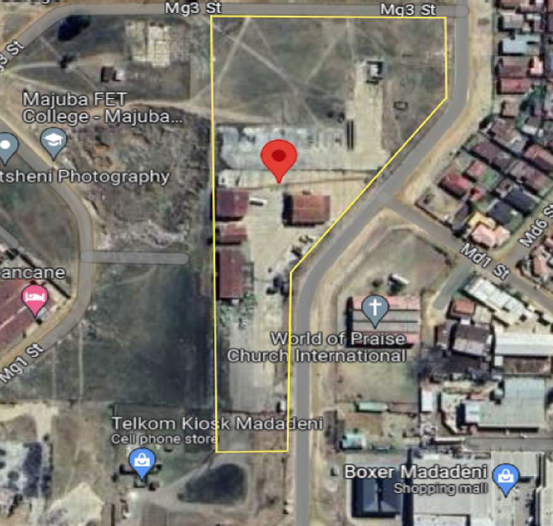 Mg3 St
Mg3 St
3 St
Majuba FET
College - Majuba...
tsheni Photography
Md6 S
Md1 St
ancane
World of Praise
Church International
Mg1 St
Telkom Kiosk Madadeni
Cell phone store
Boxer Madadeni
Shopping mall